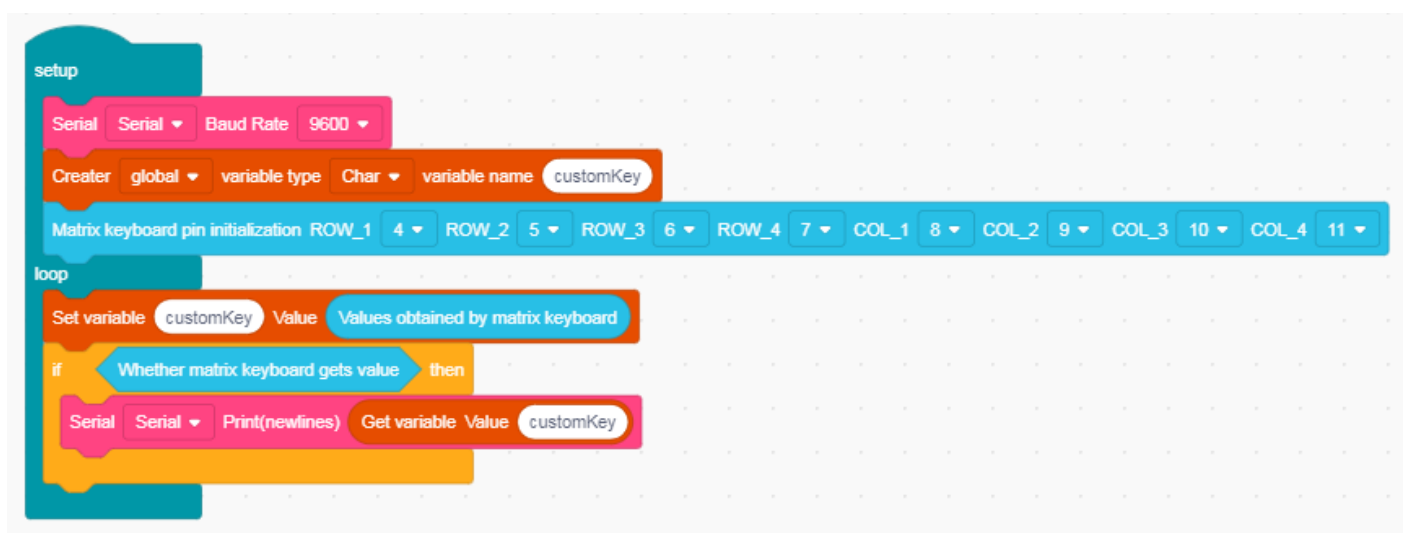 setup
Serial Serial Baud Rate 9600
Creater global variable type Char variable name customKey
Matrix keyboard pin initialization ROW_1 4 ROW_2 5 ROW_3 6 ROW_4 7 COL_1 8 COL_2 9 COL_3 10 COL_4 11
loop
Set variable customKey Value Values obtained by matrix keyboard
if Whether matrix keyboard gets value then
Serial Serial Print(newlines) Get variable Value customKey